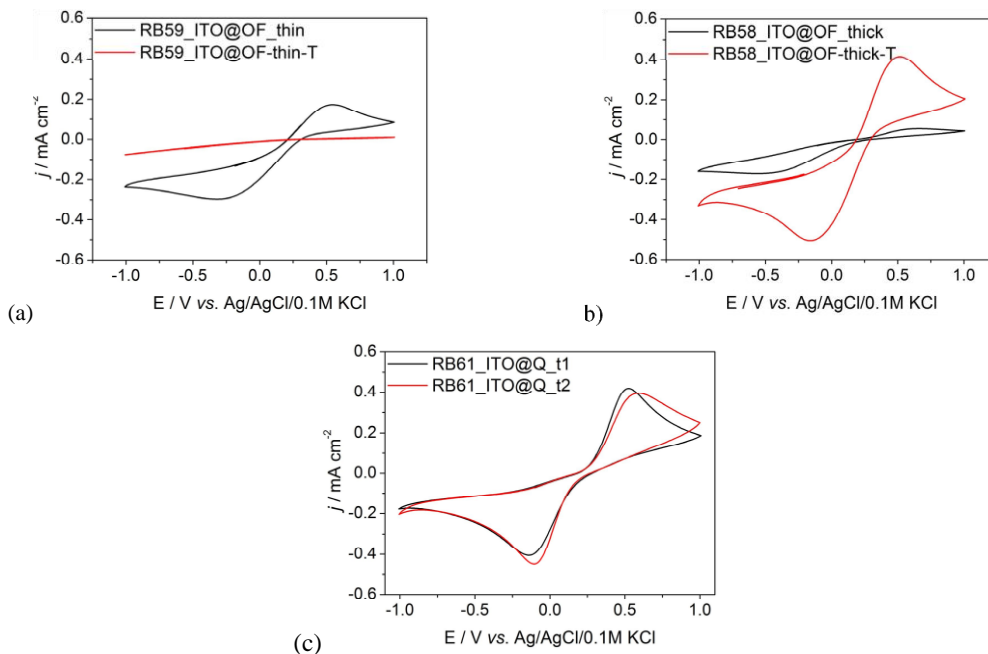 RB59_ITO@OF_thin
RB59_ITO@OF-thin-T
0.6
0.4
0.2
0.0
-0.2
-0.4
-0.6
j / mA cm-2
-1.0 -0.5 0.0 0.5 1.0
E / V vs. Ag/AgCl/0.1M KCl
(a)
RB58_ITO@OF_thick
RB58_ITO@OF-thick-T
0.6
0.4
0.2
0.0
-0.2
-0.4
-0.6
j / mA cm-2
-1.0 -0.5 0.0 0.5 1.0
E / V vs. Ag/AgCl/0.1M KCl
b)
RB61_ITO@Q_t1
RB61_ITO@Q_t2
0.6
0.4
0.2
0.0
-0.2
-0.4
-0.6
j / mA cm-2
-1.0 -0.5 0.0 0.5 1.0
E / V vs. Ag/AgCl/0.1M KCl
(c)